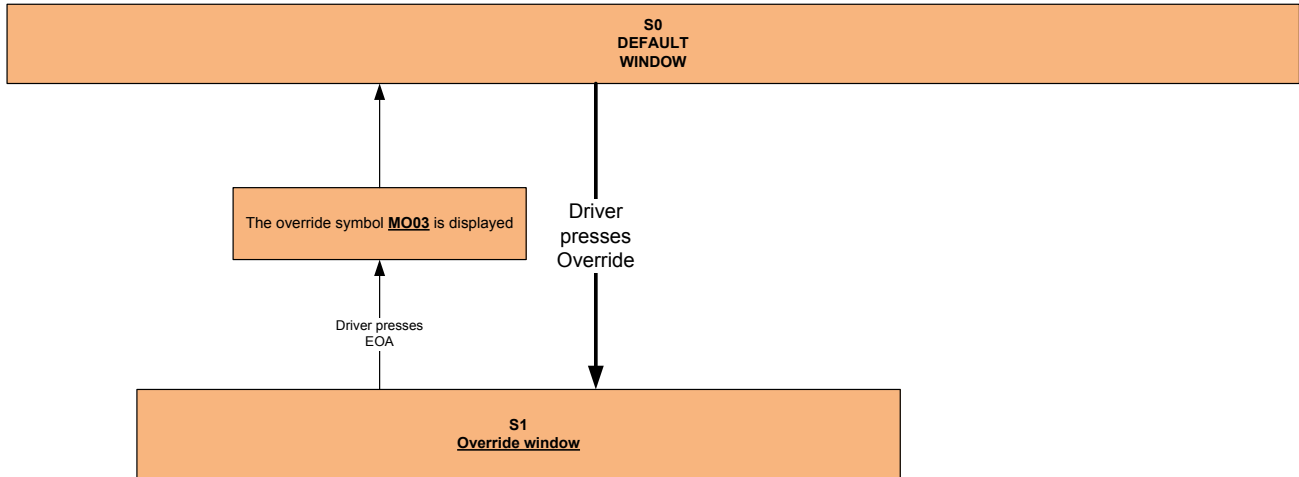 S0
DEFAULT
WINDOW
The override symbol MO03 is displayed
Driver
presses
Override
Driver presses
EOA
S1
Override window